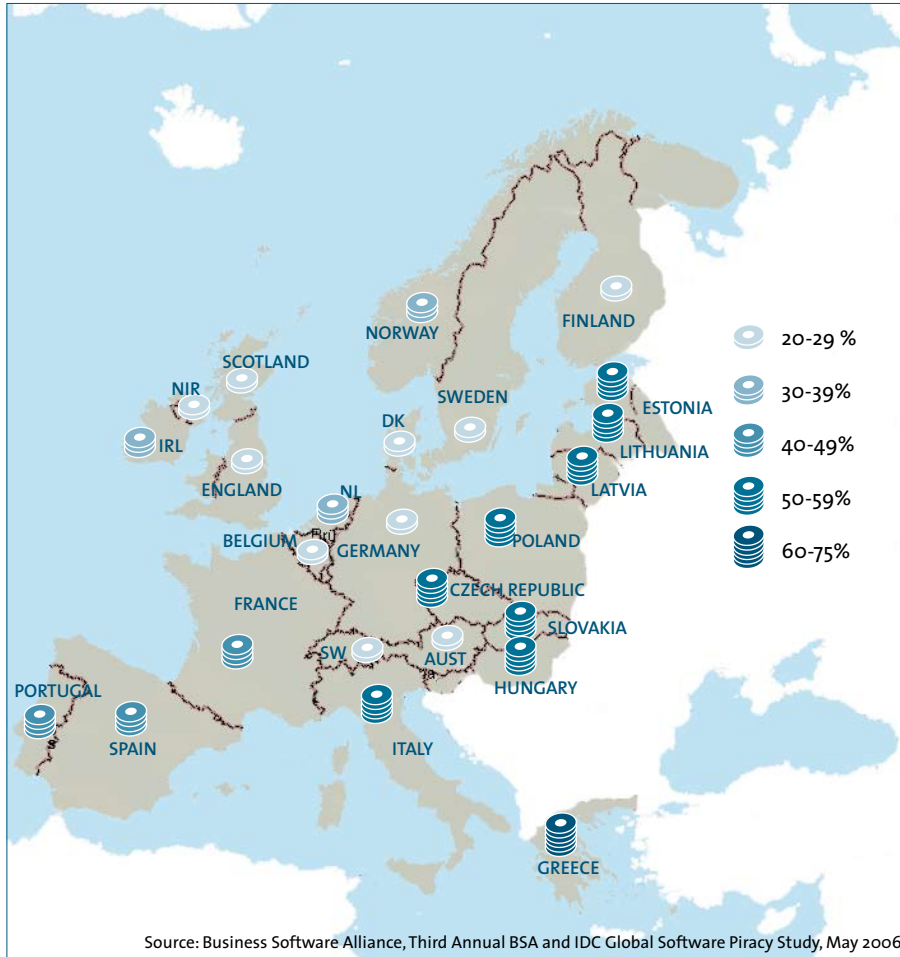 FINLAND
NORWAY
20-29 %
SCOTLAND
NIR
SWEDEN
30-39%
ESTONIA
DK
IRL
40-49%
LITHUANIA
ENGLAND
NL
LATVIA
50-59%
BELGIUM
GERMANY
POLAND
60-75%
CZECH REPUBLIC
FRANCE
SLOVAKIA
SW
AUST
HUNGARY
PORTUGAL
SPAIN
ITALY
GREECE
Source: Business Software Alliance, Third Annual BSA and IDC Global Software Piracy Study, May 2006